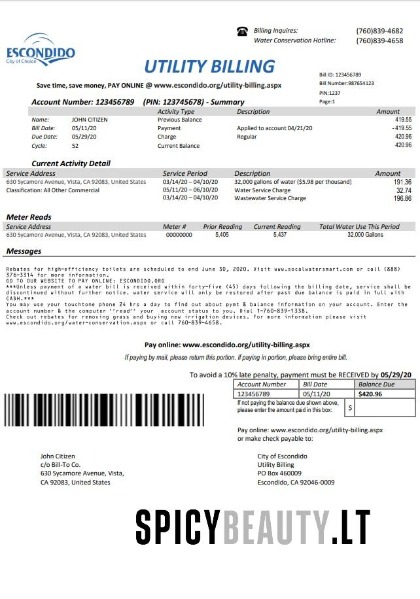 ESCONDIDO
City of Choice
Billing Inquires: (760)839-4682
Water Conservation Hotline: (760)839-4658
UTILITY BILLING
Save time, save money, PAY ONLINE @ www.escondido.org/utility-billing.aspx
Bill ID: 123456789
Bill Number:987654123
PIN:1237
Page:1
Account Number: 123456789 (PIN: 123745678) - Summary
Activity Type Description Amount
Name: JOHN CITIZEN Previous Balance 419.55
Bill Date: 05/11/20 Payment Applied to account 04/21/20 -419.55
Due Date: 05/29/20 Charge Regular 420.96
Cycle: 52 Current Balance 420.96
Current Activity Detail
Service Address Service Period Description Amount
630 Sycamore Avenue, Vista, CA 92083, United States 03/14/20 – 04/10/20 32,000 gallons of water ($5.98 per thousand) 191.36
Classification: All Other Commercial 05/11/20 – 06/10/20 Water Service Charge 32.74
03/14/20 – 04/10/20 Wastewater Service Charge 196.86
Meter Reads
Service Address Meter # Prior Reading Current Reading Total Water Use This Period
630 Sycamore Avenue, Vista, CA 92083, United States 00000000 5,405 5,437 32,000 Gallons
Messages
Rebates for high-efficiency toilets are scheduled to end June 30, 2020. Visit www.socalwatersmart.com or call (888)
376-3314 for more information.
GO TO OUR WEBSITE TO PAY ONLINE: ESCONDIDO.ORG
***Unless payment of a water bill is received within forty-five (45) days following the billing date, service shall be
discontinued without further notice. water service will only be restored after past due balance is paid in full with
CASH.***
You may use your touchtone phone 24 hrs a day to find out about pymt & balance information on your account. Enter the
account number & the computer ''read'' your account status to you. Dial 1-760-839-1338.
Check out rebates for removing grass and buying new irrigation devices. For more information please visit
www.escondido.org/water-conservation.aspx or call 760-839-4658.
Pay online: www.escondido.org/utility-billing.aspx
If paying by mail, please return this portion. If paying in portion, please bring entire bill.
To avoid a 10% late penalty, payment must be RECEIVED by 05/29/20
Account Number Bill Date Balance Due
123456789 05/11/20 $420.96
If not paying the balance due shown above,
please enter the amount paid in this box: $
Pay online: www.escondido.org/utility-billing.aspx
or make check payable to:
John Citizen
c/o Bill-To Co.
630 Sycamore Avenue, Vista,
CA 92083, United States
City of Escondido
Utility Billing
PO Box 460009
Escondido, CA 92046-0009
SPICYBEAUTY.LT